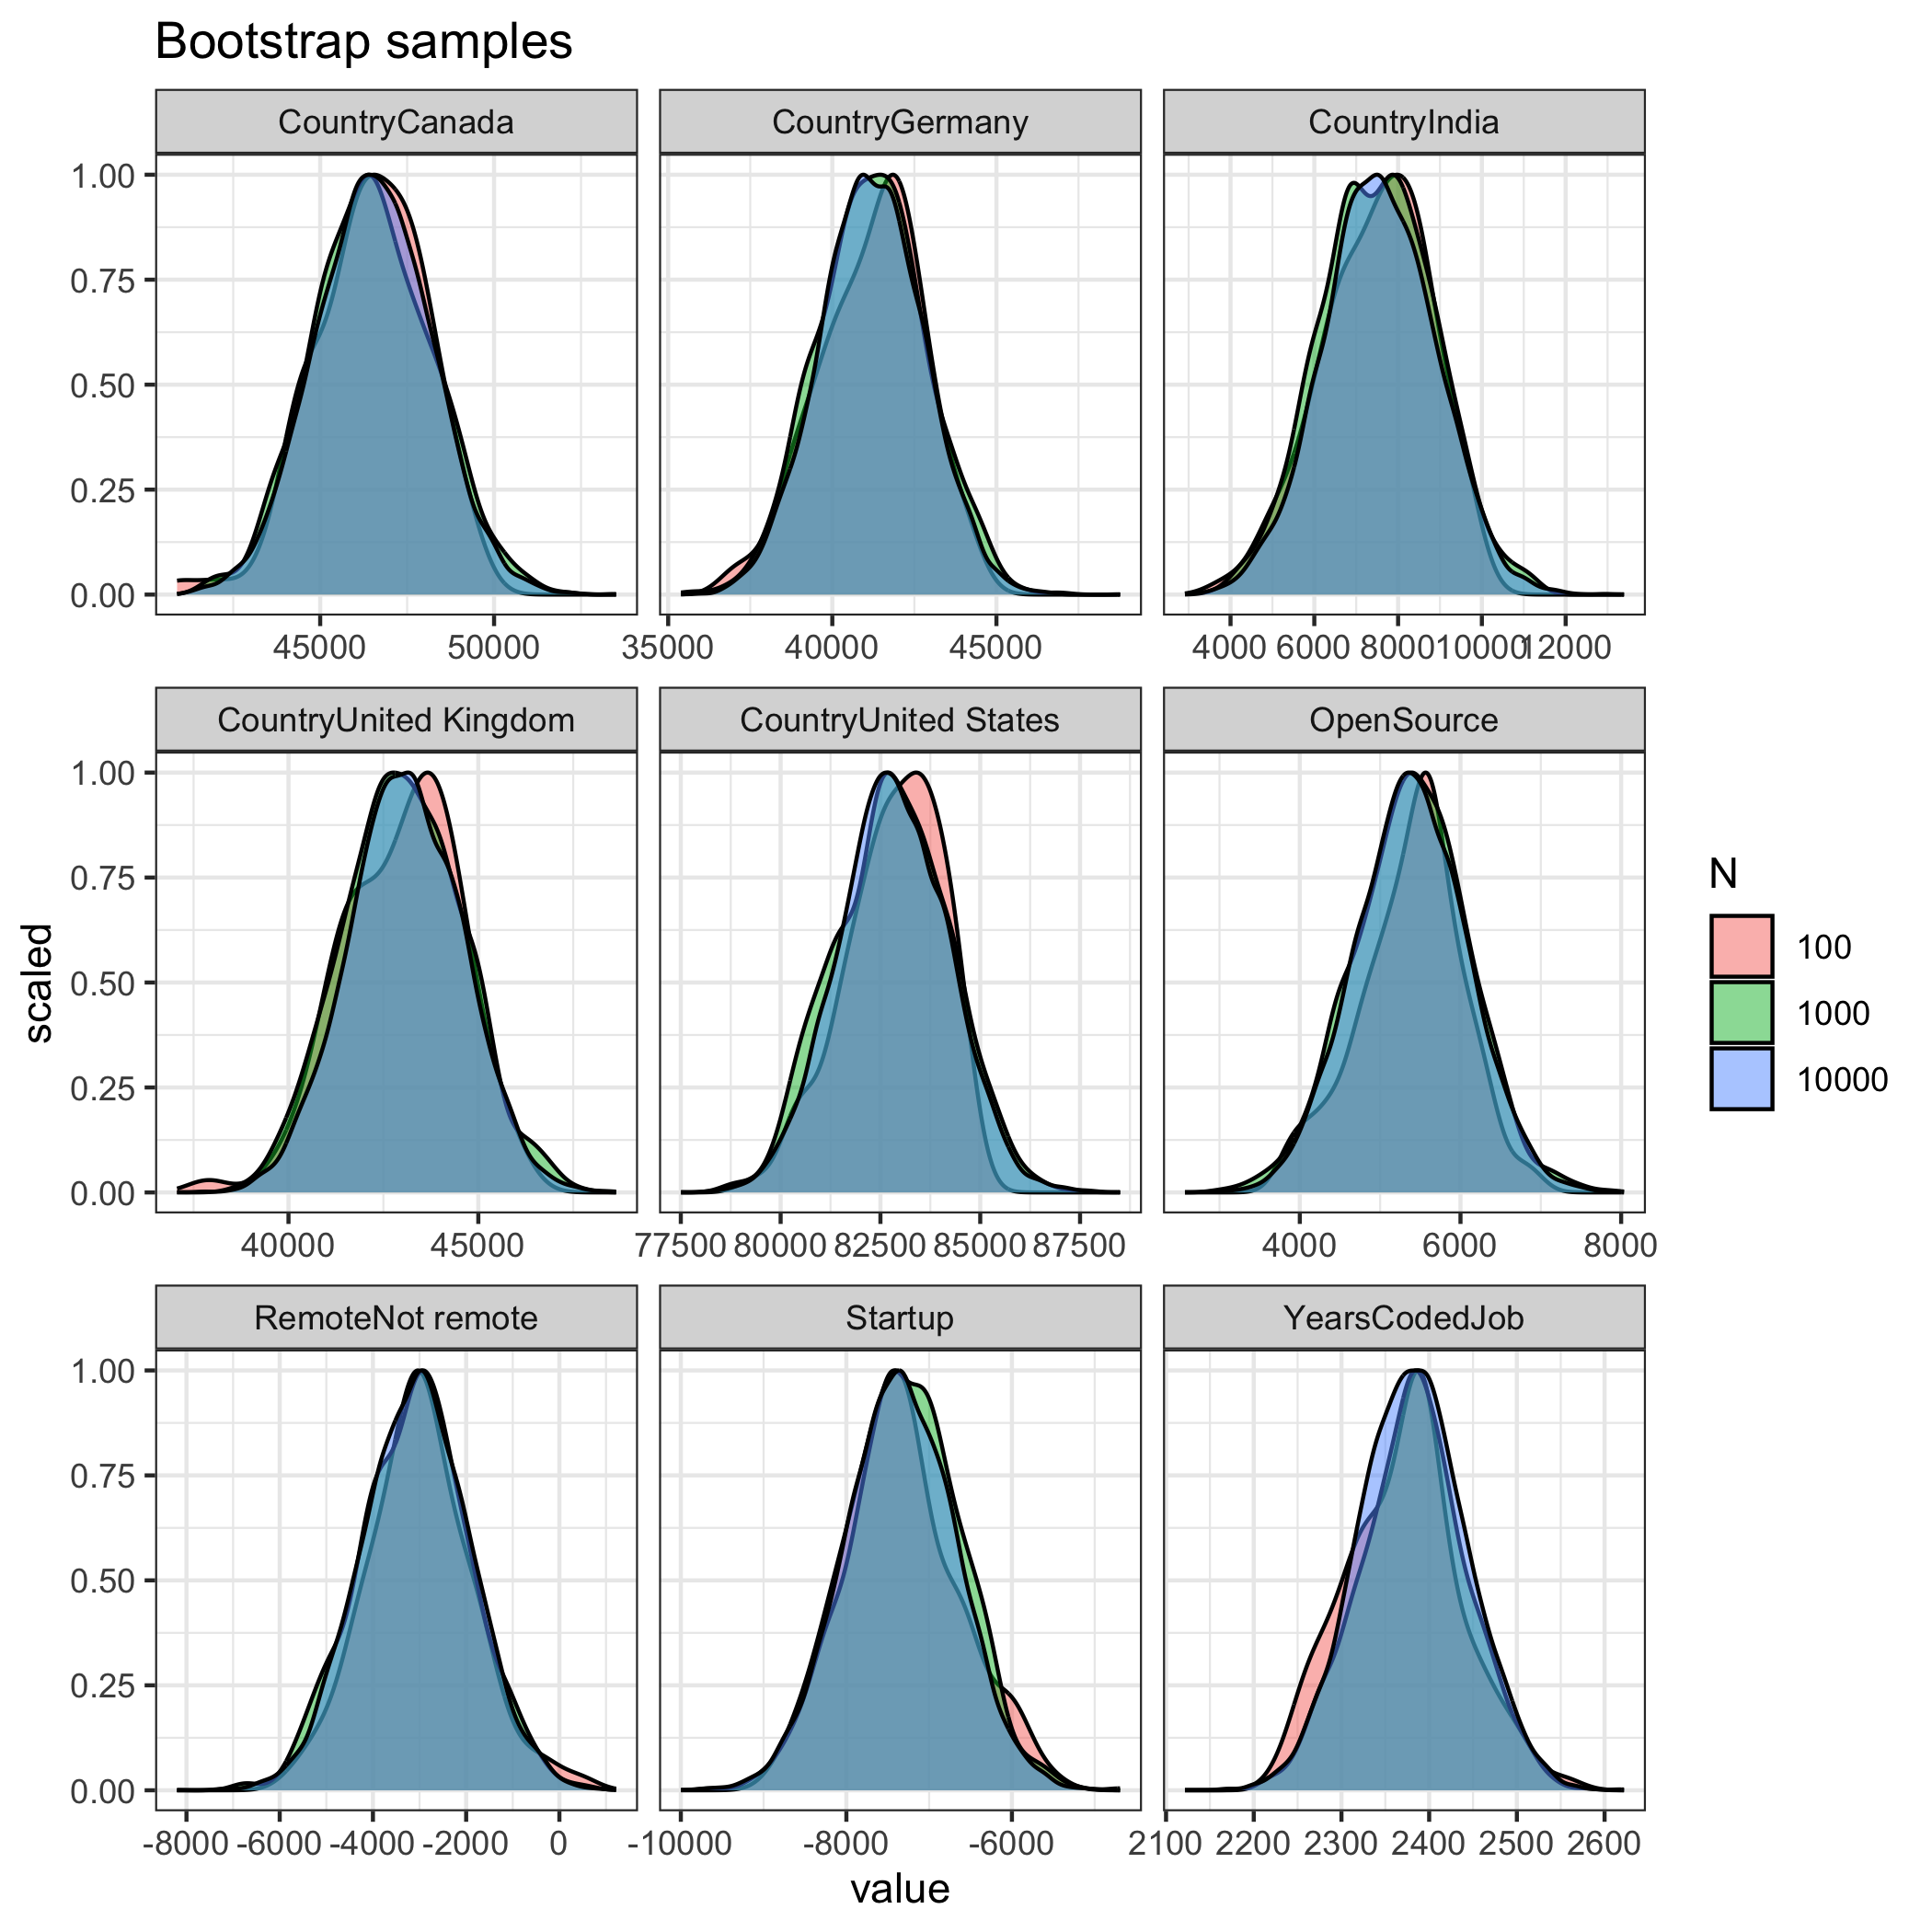 Bootstrap samples
CountryCanada CountryGermany CountryIndia
1.00
0.75
0.50
0.25
0.00
45000 50000 35000 40000 45000 4000 6000 8000 10000 12000
CountryUnited Kingdom CountryUnited States OpenSource
1.00
0.75
0.50
0.25
0.00
40000 45000 77500 80000 82500 85000 87500 4000 6000 8000
RemoteNot remote Startup YearsCodedJob
1.00
0.75
0.50
0.25
0.00
-8000 -6000 -4000 -2000 0 -10000 -8000 -6000 2100 2200 2300 2400 2500 2600
value
scaled
N
100
1000
10000